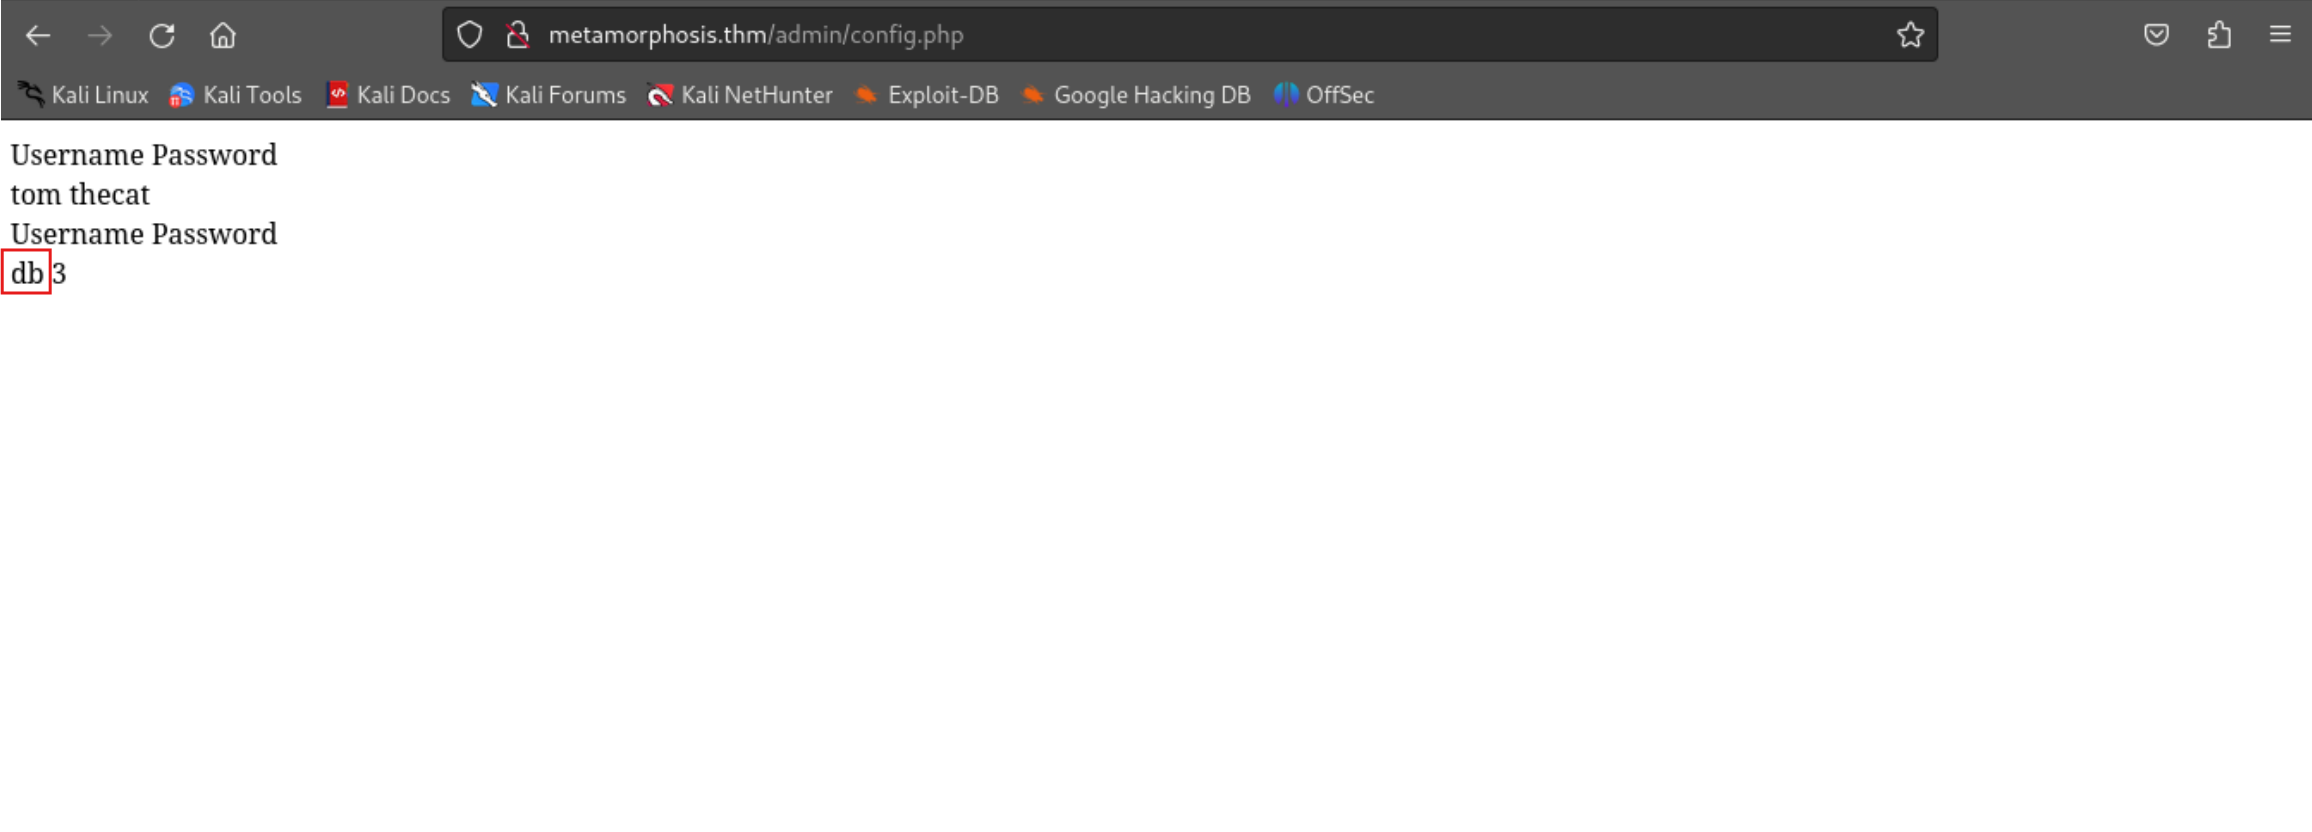 metamorphosis.thm/admin/config.php
Kali Linux Kali Tools Kali Docs Kali Forums Kali NetHunter Exploit-DB Google Hacking DB OffSec
Username Password
tom thecat
Username Password
db 3